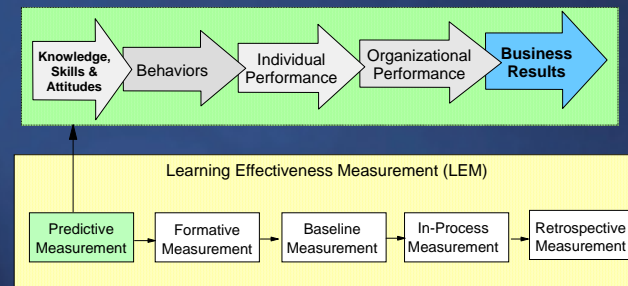 Knowledge,
Skills &
Attitudes
Behaviors
Individual
Performance
Organizational
Performance
Business
Results
Learning Effectiveness Measurement (LEM)
Predictive
Measurement
Formative
Measurement
Baseline
Measurement
In-Process
Measurement
Retrospective
Measurement